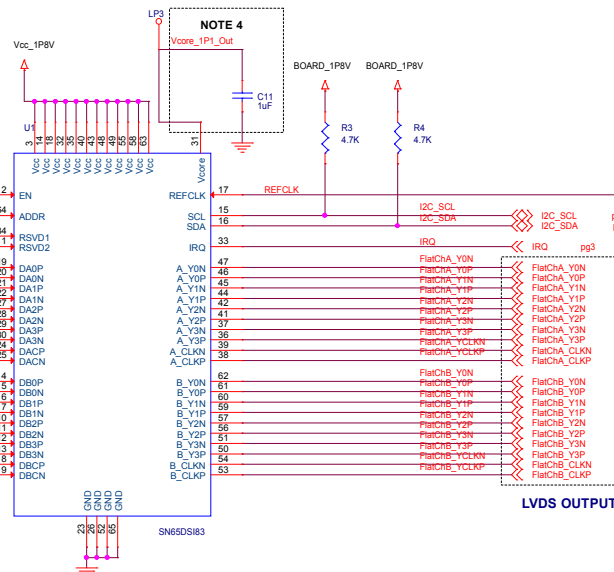 LP3
NOTE 4
Vcc_1P8V
Vcore_1P1_Out
BOARD_1P8V
BOARD_1P8V
C11
1uF
R3
4.7K
R4
4.7K
U1
3 14 18 32 35 40 43 48 49 55 58 63 31
Vcc Vcc Vcc Vcc Vcc Vcc Vcc Vcc Vcc Vcc Vcc Vcc Vcore
2 EN REFCLK 17 REFCLK
ADDR SCL 15 I2C_SCL I2C_SCL
SDA 16 I2C_SDA I2C_SDA
RSVD1
RSVD2 IRQ 33 IRQ IRQ pg3
DA0P A_Y0N 47 FlatChA_Y0N FlatChA_Y0N
DA0N A_Y0P 46 FlatChA_Y0P FlatChA_Y0P
DA1P A_Y1N 45 FlatChA_Y1N FlatChA_Y1N
DA1N A_Y1P 44 FlatChA_Y1P FlatChA_Y1P
DA2P A_Y2N 42 FlatChA_Y2N FlatChA_Y2N
DA2N A_Y2P 41 FlatChA_Y2P FlatChA_Y2P
DA3P A_Y3N 37 FlatChA_Y3N FlatChA_Y3N
DA3N A_Y3P 36 FlatChA_Y3P FlatChA_Y3P
DACP A_CLKN 39 FlatChA_YCLKN FlatChA_CLKN
DACN A_CLKP 38 FlatChA_YCLKP FlatChA_CLKP
DB0P B_Y0N 62 FlatChB_Y0N FlatChB_Y0N
DB0N B_Y0P 61 FlatChB_Y0P FlatChB_Y0P
DB1P B_Y1N 60 FlatChB_Y1N FlatChB_Y1N
DB1N B_Y1P 59 FlatChB_Y1P FlatChB_Y1P
DB2P B_Y2N 57 FlatChB_Y2N FlatChB_Y2N
DB2N B_Y2P 56 FlatChB_Y2P FlatChB_Y2P
DB3P B_Y3N 51 FlatChB_Y3N FlatChB_Y3N
DB3N B_Y3P 50 FlatChB_Y3P FlatChB_Y3P
DBCP B_CLKN 54 FlatChB_YCLKN FlatChB_CLKN
DBCN B_CLKP 53 FlatChB_YCLKP FlatChB_CLKP
GND GND GND GND
23 26 52 65
SN65DSI83
LVDS OUTPUT